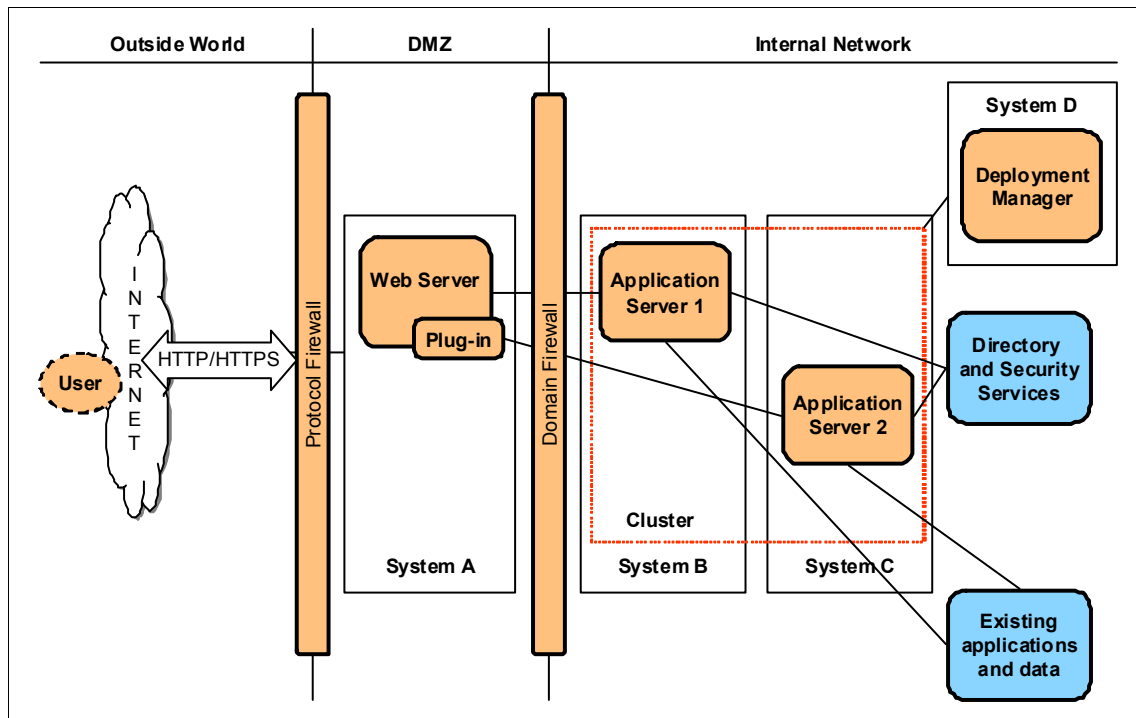 Outside World
DMZ
Internal Network
System D
Deployment
Manager
INTERNET
User
HTTP/HTTPS
Protocol Firewall
Web Server
Plug-in
System A
Domain Firewall
Application
Server 1
Application
Server 2
Cluster
System B
System C
Directory
and Security
Services
Existing
applications
and data